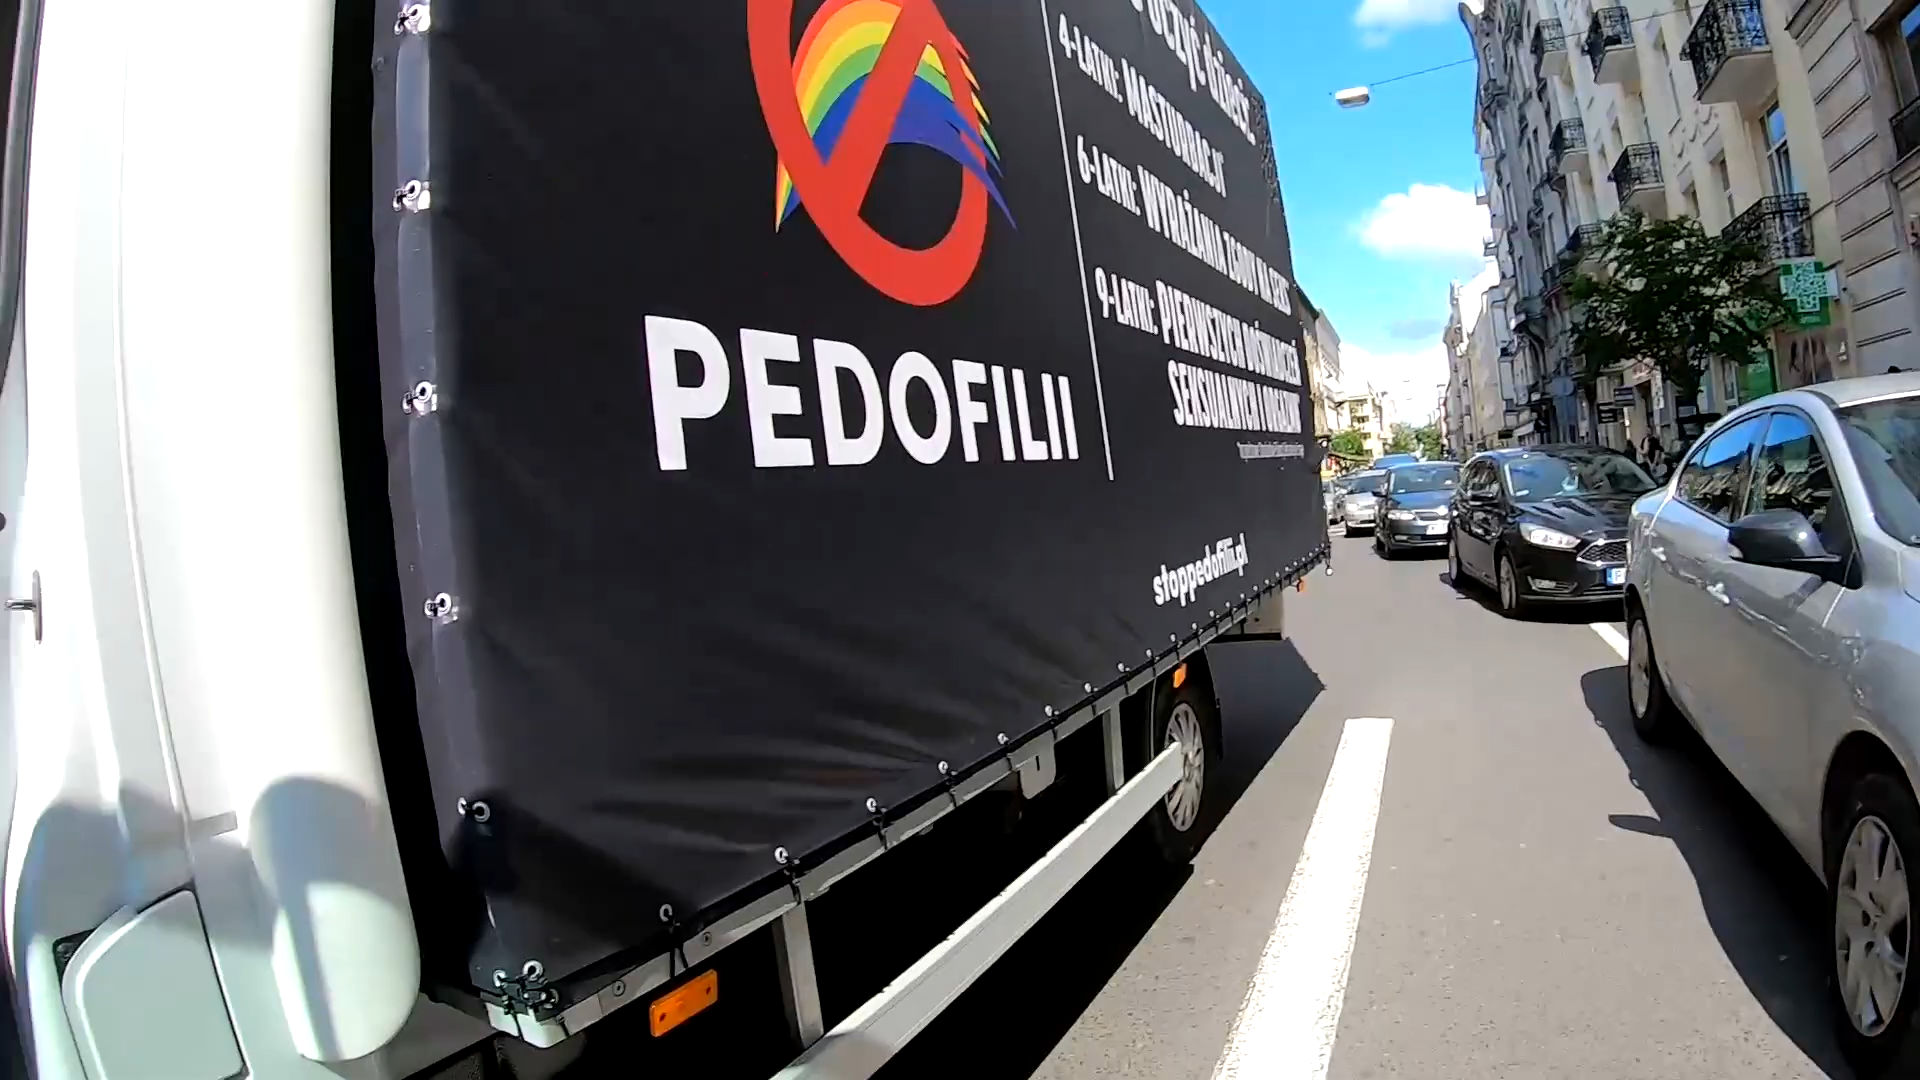 PEDOFILII
uczyć dzieci:
4-LATKI: MASTURBACJI
6-LATKI: WYRAŻANIA ZGODY NA SEKS
9-LATKI: PIERWSZYCH DOŚWIADCZEŃ
SEKSUALNYCH I ORGAZMU
stoppedofilii.pl